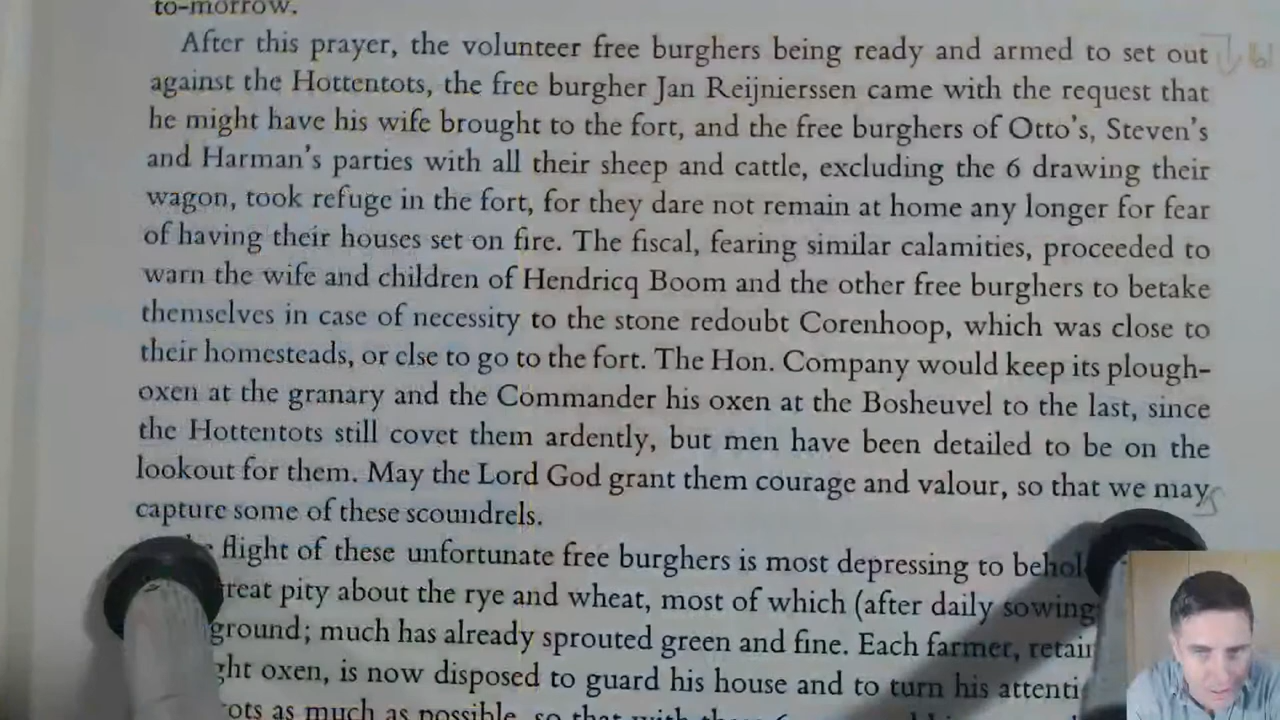 to-morrow.
After this prayer, the volunteer free burghers being ready and armed to set out
against the Hottentots, the free burgher Jan Reijnierssen came with the request that
he might have his wife brought to the fort, and the free burghers of Otto's, Steven's
and Harman's parties with all their sheep and cattle, excluding the 6 drawing their
wagon, took refuge in the fort, for they dare not remain at home any longer for fear
of having their houses set on fire. The fiscal, fearing similar calamities, proceeded to
warn the wife and children of Hendricq Boom and the other free burghers to betake
themselves in case of necessity to the stone redoubt Corenhoop, which was close to
their homesteads, or else to go to the fort. The Hon. Company would keep its plough-
oxen at the granary and the Commander his oxen at the Bosheuvel to the last, since
the Hottentots still covet them ardently, but men have been detailed to be on the
lookout for them. May the Lord God grant them courage and valour, so that we may
capture some of these scoundrels.
flight of these unfortunate free burghers is most depressing to
great pity about the rye and wheat, most of which (after daily sowing
ground; much has already sprouted green and fine. Each farmer,
oxen, is now disposed to guard his house and to turn his
as much as possible, so that with these 6